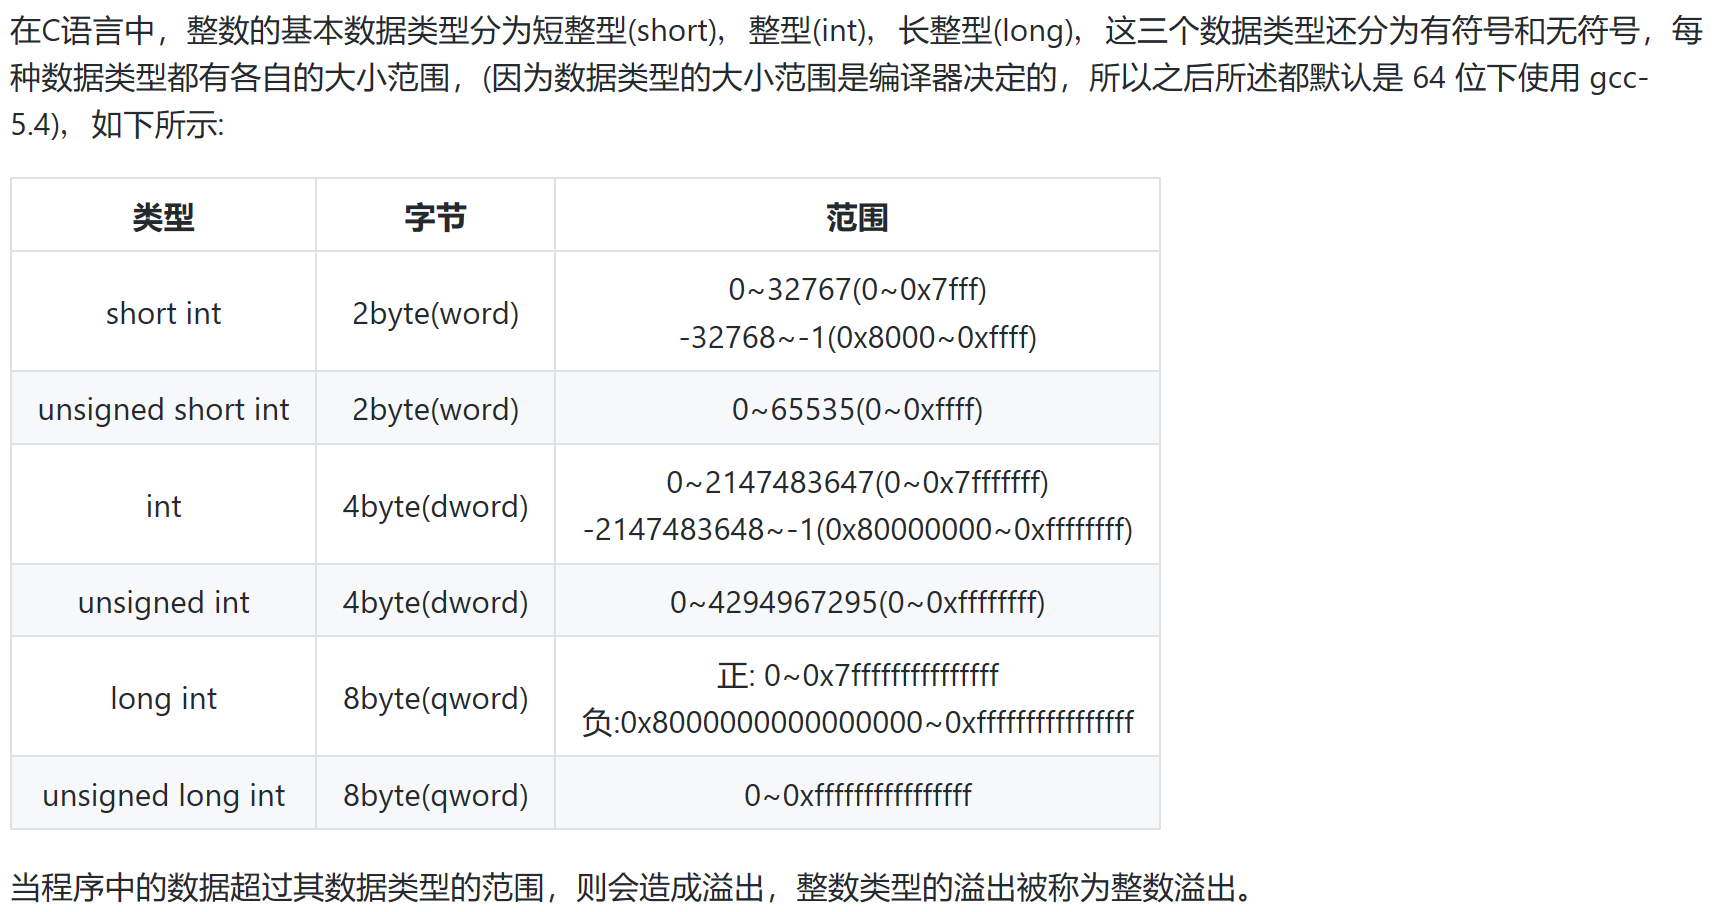 在C语言中，整数的基本数据类型分为短整型(short)，整型(int)，长整型(long)，这三个数据类型还分为有符号和无符号，每
种数据类型都有各自的大小范围，(因为数据类型的大小范围是编译器决定的，所以之后所述都默认是 64 位下使用 gcc-
5.4)，如下所示:
类型 字节 范围
short int 2byte(word) 0~32767(0~0x7fff)
-32768~-1(0x8000~0xffff)
unsigned short int 2byte(word) 0~65535(0~0xffff)
int 4byte(dword) 0~2147483647(0~0x7fffffff)
-2147483648~-1(0x80000000~0xffffffff)
unsigned int 4byte(dword) 0~4294967295(0~0xffffffff)
long int 8byte(qword) 正: 0~0x7fffffffffffffff
负:0x8000000000000000~0xffffffffffffffff
unsigned long int 8byte(qword) 0~0xffffffffffffffff
当程序中的数据超过其数据类型的范围，则会造成溢出，整数类型的溢出被称为整数溢出。